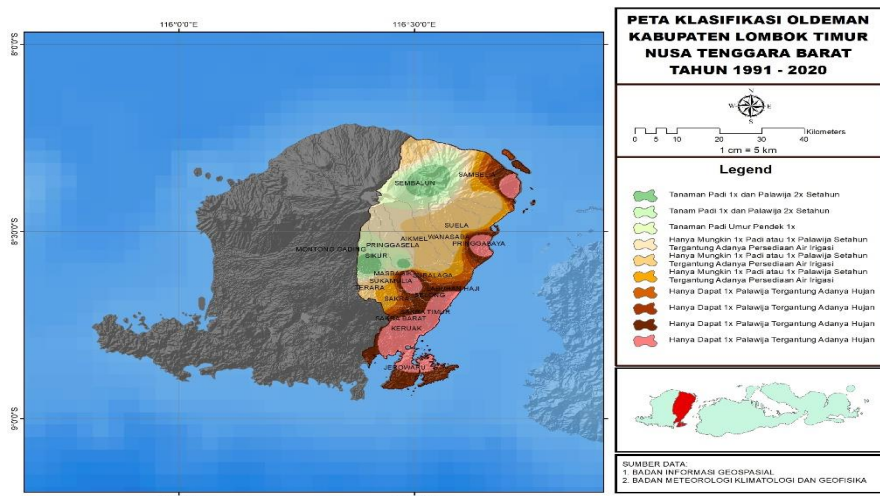 116°0'0"E
116°30'0"E
8°0'0"S
8°30'0"S
9°0'0"S
SEMBALUN
SAMBELIA
SUELA
AIKMEL
WANASABA
PRINGGABAYA
MONTONG GADING
PRINGGASELA
SIKUR
SUKAMULIA
HAJI
SAKRA
TIMUR
SAKRA BARAT
KERUAK
JEROWARU
PETA KLASIFIKASI OLDEMAN
KABUPATEN LOMBOK TIMUR
NUSA TENGGARA BARAT
TAHUN 1991 - 2020
N
W
E
S
0 5 10 20 30 40 Kilometers
1 cm = 5 km
Legend
Tanaman Padi 1x dan Palawija 2x Setahun
Tanam Padi 1x dan Palawija 2x Setahun
Tanaman Padi Umur Pendek 1x
Hanya Mungkin 1x Padi atau 1x Palawija Setahun
Tergantung Adanya Persediaan Air Irigasi
Hanya Mungkin 1x Padi atau 1x Palawija Setahun
Tergantung Adanya Persediaan Air Irigasi
Hanya Mungkin 1x Padi atau 1x Palawija Setahun
Tergantung Adanya Persediaan Air Irigasi
Hanya Dapat 1x Palawija Tergantung Adanya Hujan
Hanya Dapat 1x Palawija Tergantung Adanya Hujan
Hanya Dapat 1x Palawija Tergantung Adanya Hujan
Hanya Dapat 1x Palawija Tergantung Adanya Hujan
SUMBER DATA:
1. BADAN INFORMASI GEOSPASIAL
2. BADAN METEOROLOGI KLIMATOLOGI DAN GEOFISIKA